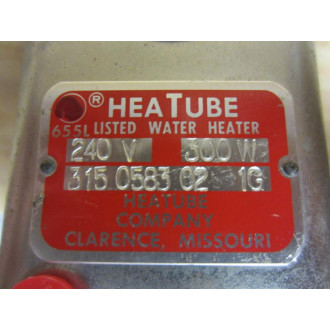 ® HEATUBE
655L LISTED WATER HEATER
240 V 300 W
315 0583 02 1G
HEATUBE
COMPANY
CLARENCE, MISSOURI